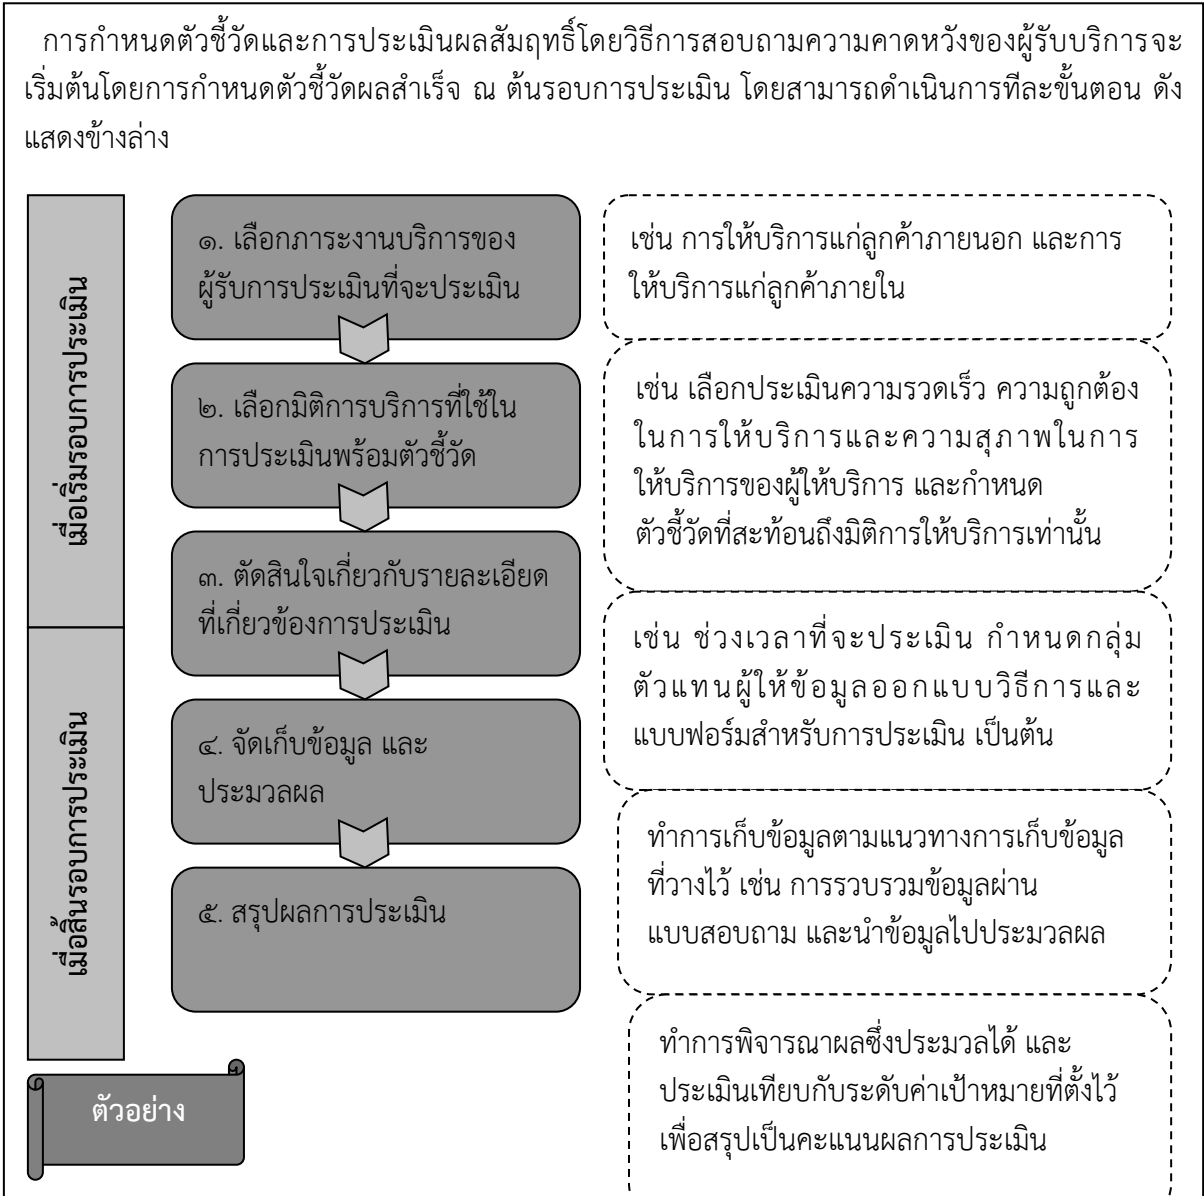 การกำหนดตัวชี้วัดและการประเมินผลสัมฤทธิ์โดยวิธีการสอบถามความคาดหวังของผู้รับบริการจะ
เริ่มต้นโดยการกำหนดตัวชี้วัดผลสำเร็จ ณ ต้นรอบการประเมิน โดยสามารถดำเนินการทีละขั้นตอน ดัง
แสดงข้างล่าง
เมื่อเริ่มรอบการประเมิน
๑. เลือกภาระงานบริการของ
ผู้รับการประเมินที่จะประเมิน
เช่น การให้บริการแก่ลูกค้าภายนอก และการ
ให้บริการแก่ลูกค้าภายใน
๒. เลือกมิติการบริการที่ใช้ใน
การประเมินพร้อมตัวชี้วัด
เช่น เลือกประเมินความรวดเร็ว ความถูกต้อง
ในการให้บริการและความสุภาพในการ
ให้บริการของผู้ให้บริการ และกำหนด
ตัวชี้วัดที่สะท้อนถึงมิติการให้บริการเท่านั้น
๓. ตัดสินใจเกี่ยวกับรายละเอียด
ที่เกี่ยวข้องการประเมิน
เช่น ช่วงเวลาที่จะประเมิน กำหนดกลุ่ม
ตัวแทนผู้ให้ข้อมูลออกแบบวิธีการและ
แบบฟอร์มสำหรับการประเมิน เป็นต้น
เมื่อสิ้นรอบการประเมิน
๔. จัดเก็บข้อมูล และ
ประมวลผล
ทำการเก็บข้อมูลตามแนวทางการเก็บข้อมูล
ที่วางไว้ เช่น การรวบรวมข้อมูลผ่าน
แบบสอบถาม และนำข้อมูลไปประมวลผล
๕. สรุปผลการประเมิน
ทำการพิจารณาผลซึ่งประมวลได้ และ
ประเมินเทียบกับระดับค่าเป้าหมายที่ตั้งไว้
เพื่อสรุปเป็นคะแนนผลการประเมิน
ตัวอย่าง